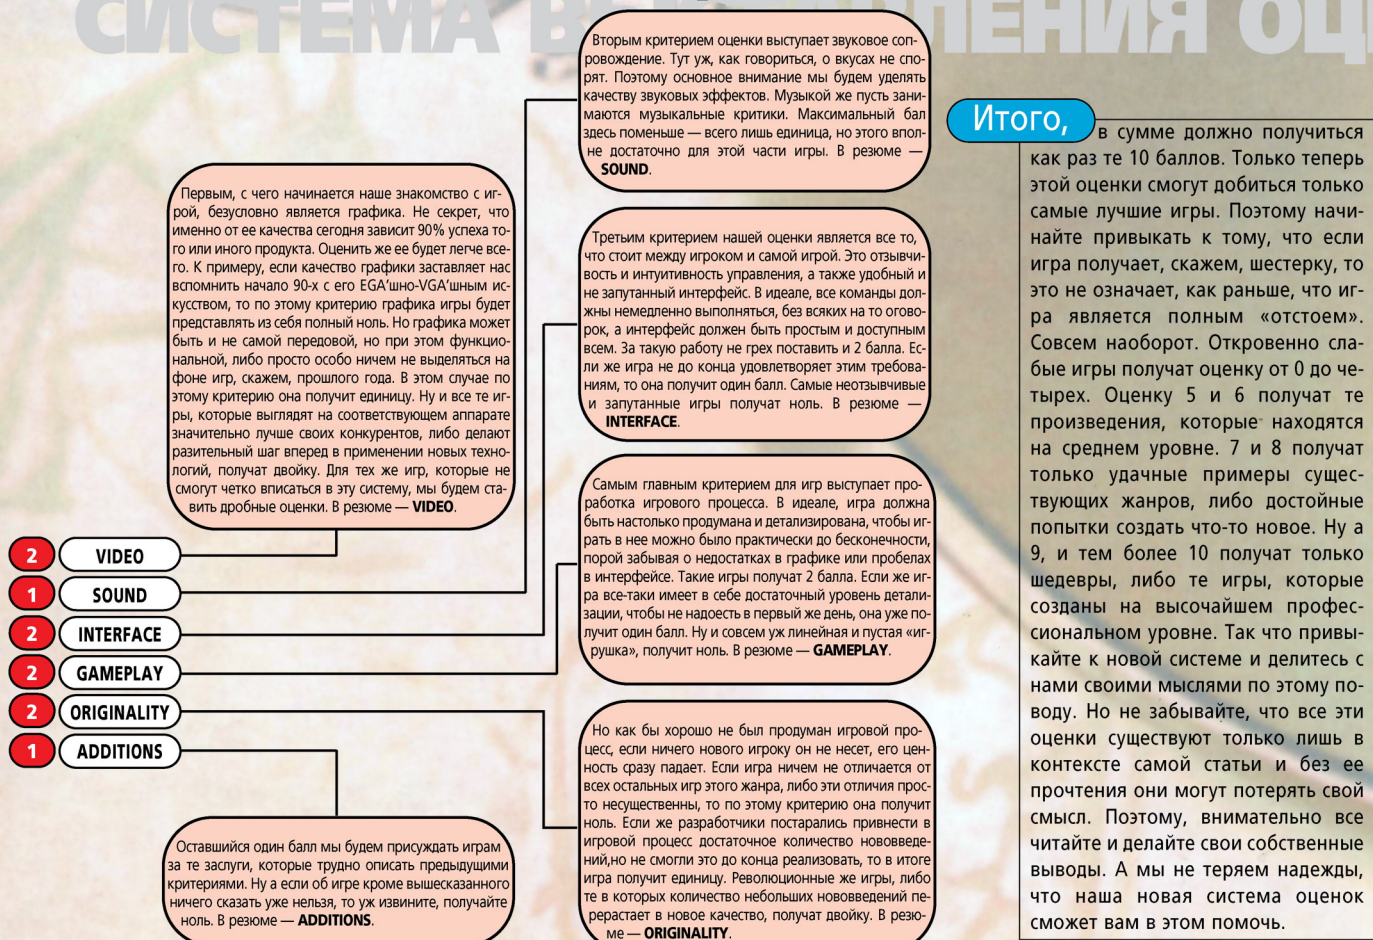 СИСТЕМА
Первым, с чего начинается наше знакомство с иг-
рой, безусловно является графика. Не секрет, что
именно от ее качества сегодня зависит 90% успеха то-
го или иного продукта. Оценить же ее будет легче все-
го. К примеру, если качество графики заставляет нас
вспомнить начало 90-х с его EGA’шно-VGA’шным ис-
кусством, то по этому критерию графика игры будет
представлять из себя полный ноль. Но графика может
быть и не самой передовой, но при этом функцио-
нальной, либо просто особо ничем не выделяться на
фоне игр, скажем, прошлого года. В этом случае по
этому критерию она получит единицу. Ну и все те иг-
ры, которые выглядят на соответствующем аппарате
значительно лучше своих конкурентов, либо делают
разительный шаг вперед в применении новых техно-
логий, получат двойку. Для тех же игр, которые не
смогут четко вписаться в эту систему, мы будем ста-
вить дробные оценки. В резюме — VIDEO.
2 VIDEO
1 SOUND
2 INTERFACE
2 GAMEPLAY
2 ORIGINALITY
1 ADDITIONS
Оставшийся один балл мы будем присуждать играм
за те заслуги, которые трудно описать предыдущими
критериями. Ну а если об игре кроме вышесказанного
ничего сказать уже нельзя, то уж извините, получайте
ноль. В резюме — ADDITIONS.
Вторым критерием оценки выступает звуковое соп-
ровождение. Тут уж, как говориться, о вкусах не спо-
рят. Поэтому основное внимание мы будем уделять
качеству звуковых эффектов. Музыкой же пусть зани-
маются музыкальные критики. Максимальный бал
здесь поменьше — всего лишь единица, но этого впол-
не достаточно для этой части игры. В резюме —
SOUND.
Третьим критерием нашей оценки является все то,
что стоит между игроком и самой игрой. Это отзывчи-
вость и интуитивность управления, а также удобный и
не запутанный интерфейс. В идеале, все команды дол-
жны немедленно выполняться, без всяких на то огово-
рок, а интерфейс должен быть простым и доступным
всем. За такую работу не грех поставить и 2 балла. Ес-
ли же игра не до конца удовлетворяет этим требова-
ниям, то она получит один балл. Самые неотзывчивые
и запутанные игры получат ноль. В резюме —
INTERFACE.
Самым главным критерием для игр выступает про-
работка игрового процесса. В идеале, игра должна
быть настолько продумана и детализирована, чтобы иг-
рать в нее можно было практически до бесконечности,
порой забывая о недостатках в графике или пробелах
в интерфейсе. Такие игры получат 2 балла. Если же иг-
ра все-таки имеет в себе достаточный уровень детали-
зации, чтобы не надоесть в первый же день, она уже по-
лучит один балл. Ну и совсем уж линейная и пустая «иг-
рушка», получит ноль. В резюме — GAMEPLAY.
Но как бы хорошо не был продуман игровой про-
цесс, если ничего нового игроку он не несет, его цен-
ность сразу падает. Если игра ничем не отличается от
всех остальных игр этого жанра, либо эти отличия прос-
то несущественны, то по этому критерию она получит
ноль. Если же разработчики постарались привнести в
игровой процесс достаточное количество нововведе-
ний,но не смогли это до конца реализовать, то в итоге
игра получит единицу. Революционные же игры, либо
те в которых количество небольших нововведений пе-
рерастает в новое качество, получат двойку. В резю-
ме — ORIGINALITY.
Итого,
в сумме должно получиться
как раз те 10 баллов. Только теперь
этой оценки смогут добиться только
самые лучшие игры. Поэтому начи-
найте привыкать к тому, что если
игра получает, скажем, шестерку, то
это не означает, как раньше, что иг-
ра является полным «отстоем».
Совсем наоборот. Откровенно сла-
бые игры получат оценку от 0 до че-
тырех. Оценку 5 и 6 получат те
произведения, которые находятся
на среднем уровне. 7 и 8 получат
только удачные примеры сущес-
твующих жанров, либо достойные
попытки создать что-то новое. Ну а
9, и тем более 10 получат только
шедевры, либо те игры, которые
созданы на высочайшем профес-
сиональном уровне. Так что привы-
кайте к новой системе и делитесь с
нами своими мыслями по этому по-
воду. Но не забывайте, что все эти
оценки существуют только лишь в
контексте самой статьи и без ее
прочтения они могут потерять свой
смысл. Поэтому, внимательно все
читайте и делайте свои собственные
выводы. А мы не теряем надежды,
что наша новая система оценок
сможет вам в этом помочь.